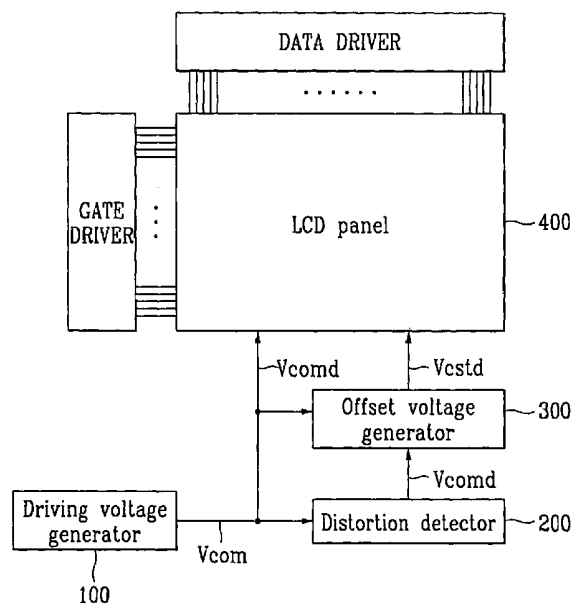 DATA DRIVER
GATE
DRIVER
LCD panel
400
Vcomd
Vcstd
Offset voltage
generator
300
Vcomd
Driving voltage
generator
Vcom
Distortion detector
200
100